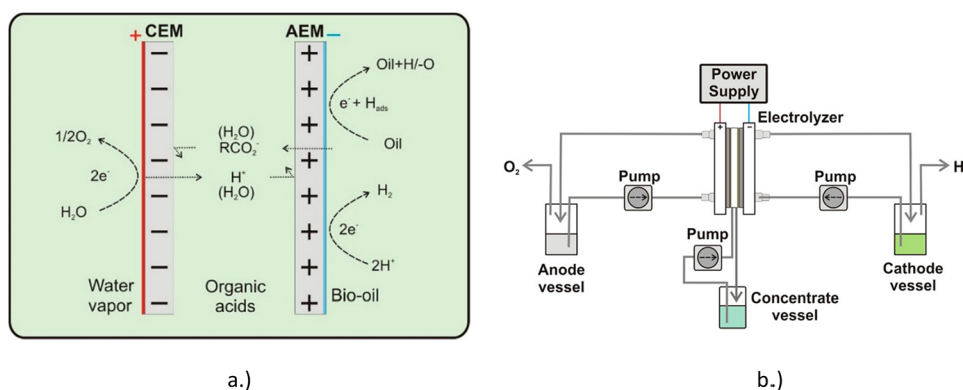 + CEM
AEM −
Oil+H/-O
e⁻ + Hads
Oil
1/2O₂
2e⁻
H₂O
(H₂O)
RCO₂⁻
H⁺
(H₂O)
H₂
2e⁻
2H⁺
Water
vapor
Organic
acids
Bio-oil
a.)
Power
Supply
+ −
Electrolyzer
O₂
Pump
Pump
H
Pump
Anode
vessel
Cathode
vessel
Concentrate
vessel
b.)